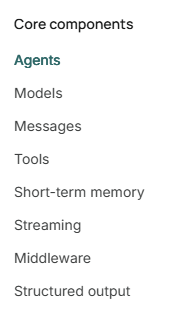 Core components
Agents
Models
Messages
Tools
Short-term memory
Streaming
Middleware
Structured output